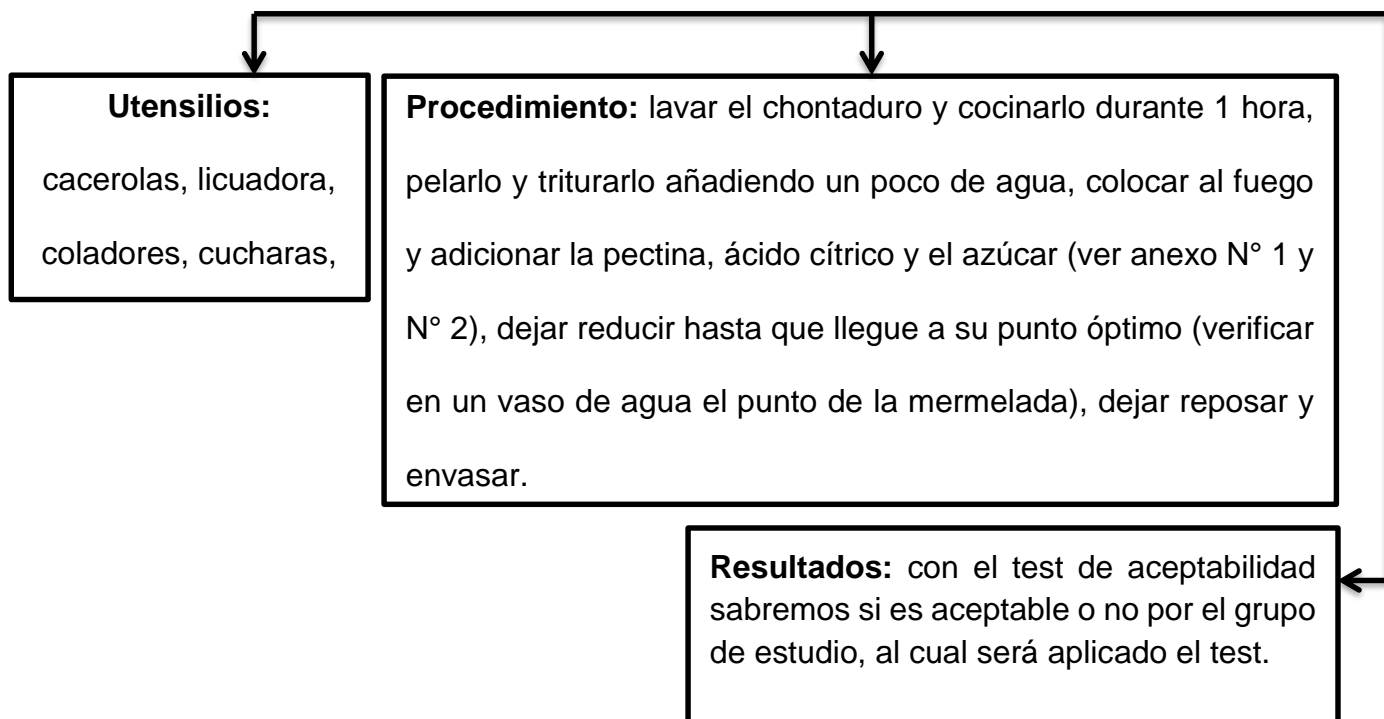 Utensilios:
cacerolas, licuadora,
coladores, cucharas,
Procedimiento: lavar el chontaduro y cocinarlo durante 1 hora,
pelarlo y triturarlo añadiendo un poco de agua, colocar al fuego
y adicionar la pectina, ácido cítrico y el azúcar (ver anexo N° 1 y
N° 2), dejar reducir hasta que llegue a su punto óptimo (verificar
en un vaso de agua el punto de la mermelada), dejar reposar y
envasar.
Resultados: con el test de aceptabilidad
sabremos si es aceptable o no por el grupo
de estudio, al cual será aplicado el test.